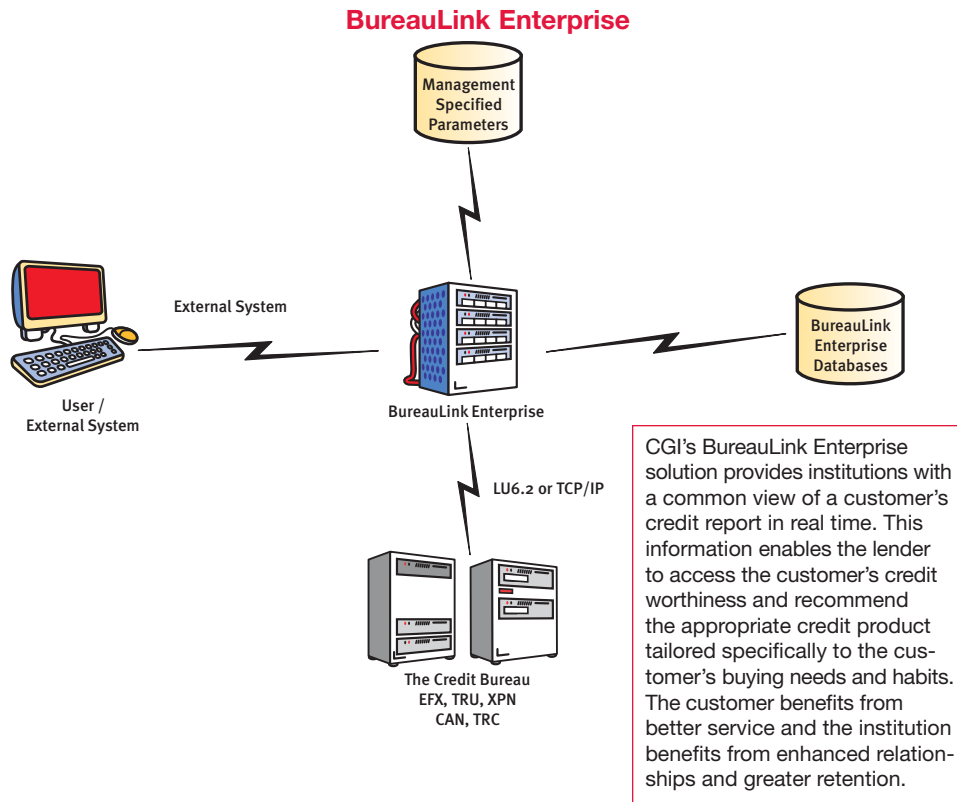 BureauLink Enterprise
Management
Specified
Parameters
External System
BureauLink
Enterprise
Databases
User /
External System
BureauLink Enterprise
LU6.2 or TCP/IP
The Credit Bureau
EFX, TRU, XPN
CAN, TRC
CGI’s BureauLink Enterprise
solution provides institutions with
a common view of a customer’s
credit report in real time. This
information enables the lender
to access the customer’s credit
worthiness and recommend
the appropriate credit product
tailored specifically to the cus-
tomer’s buying needs and habits.
The customer benefits from
better service and the institution
benefits from enhanced relation-
ships and greater retention.